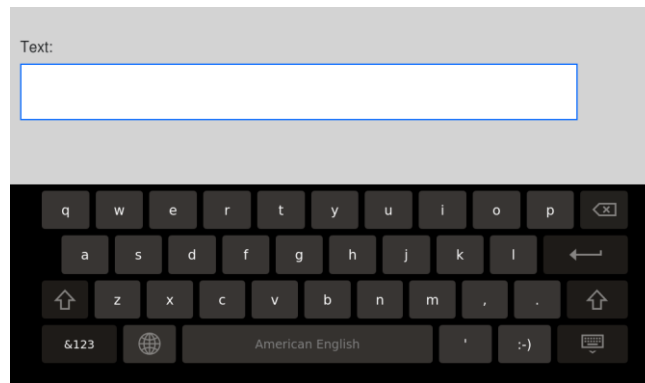 Text:
q w e r t y u i o p
a s d f g h j k l
z x c v b n m , .
&123 American English ' :-)